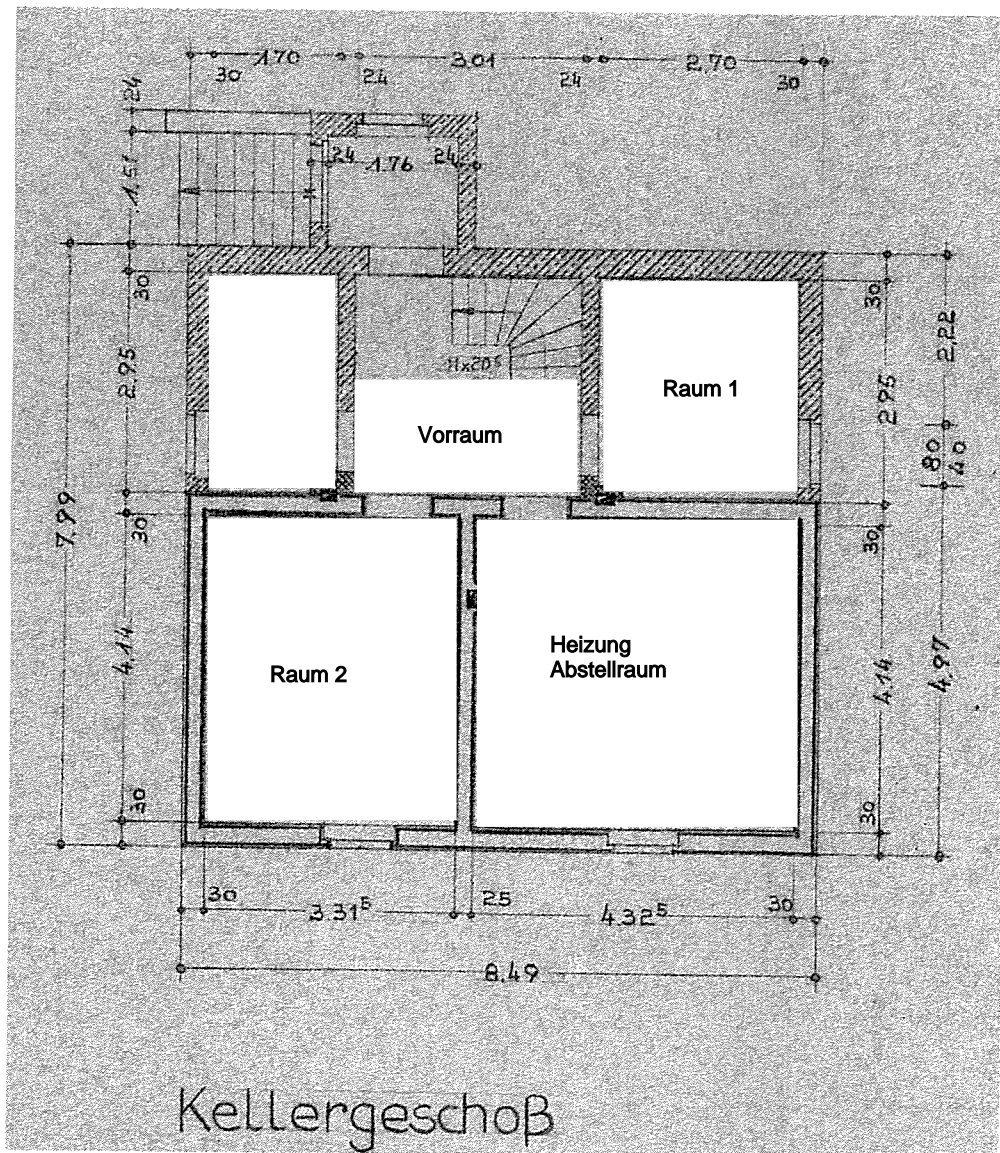 1.70 3.01 2.70
30 24 24 30
24
24 1.76 24
1.51
30 30
2.22
11x20⁵
2.95 Raum 1 2.95
Vorraum
80
40
7.99
30 30
4.14 Heizung 4.14 4.97
Abstellraum
Raum 2
30 30
30 3.31⁵ 25 4.32⁵ 30
8.49
Kellergeschoß